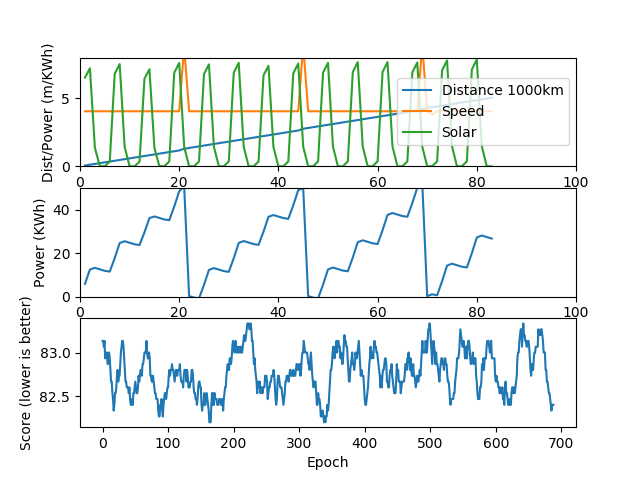 Dist/Power (m/KWh)
5
0
Distance 1000km
Speed
Solar
0 20 40 60 80 100
Power (KWh)
40
20
0
0 20 40 60 80 100
Score (lower is better)
83.0
82.5
0 100 200 300 400 500 600 700
Epoch